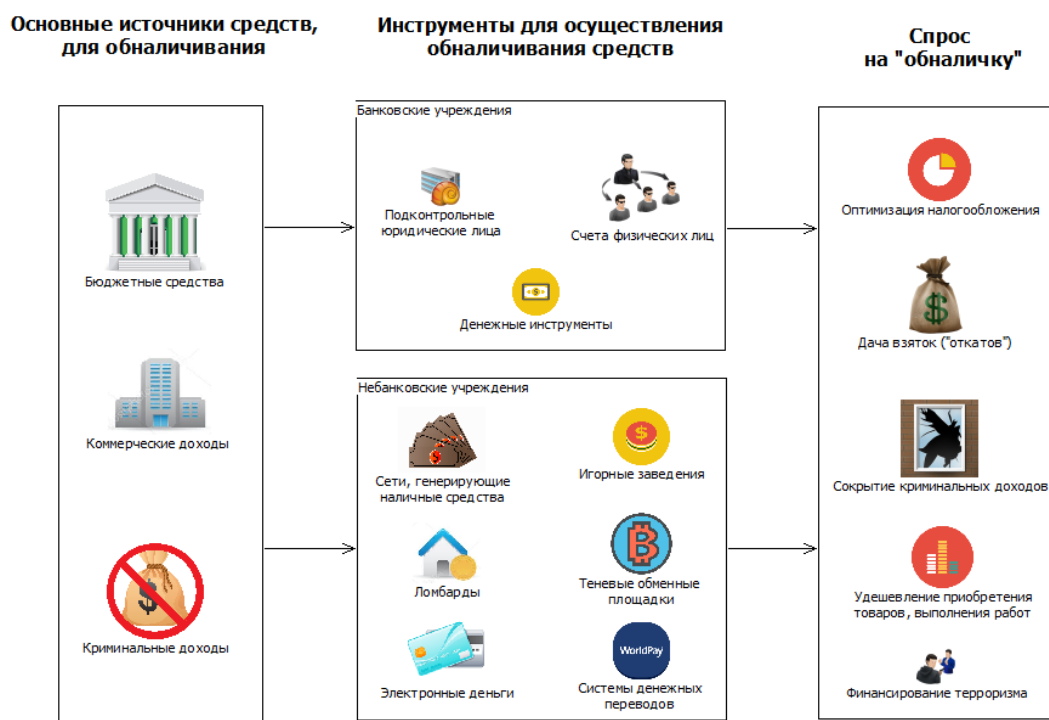 Основные источники средств,
для обналичивания
Инструменты для осуществления
обналичивания средств
Спрос
на "обналичку"
Бюджетные средства
Коммерческие доходы
Криминальные доходы
Банковские учреждения
Подконтрольные
юридические лица
Счета физических лиц
Денежные инструменты
Небанковские учреждения
Сети, генерирующие
наличные средства
Игорные заведения
Ломбарды
Теневые обменные
площадки
Электронные деньги
WorldPay
Системы денежных
переводов
Оптимизация налогообложения
Дача взяток ("откатов")
Сокрытие криминальных доходов
Удешевление приобретения
товаров, выполнения работ
Финансирование терроризма